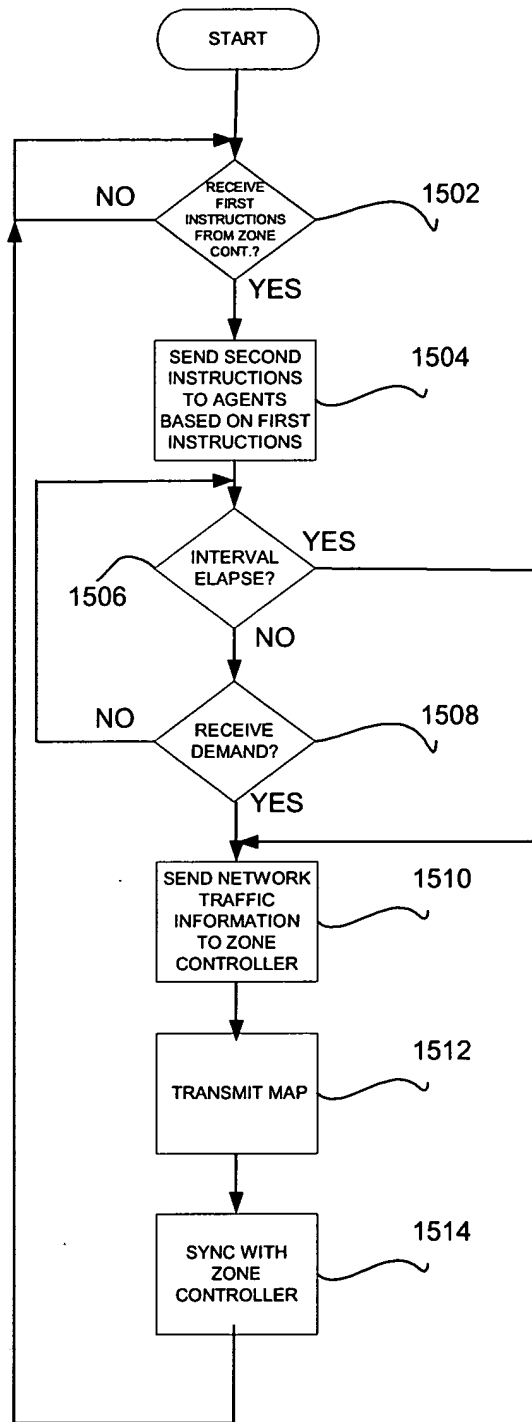 START
NO
RECEIVE
FIRST
INSTRUCTIONS
FROM ZONE
CONT.?
1502
YES
SEND SECOND
INSTRUCTIONS
TO AGENTS
BASED ON FIRST
INSTRUCTIONS
1504
INTERVAL
ELAPSE?
YES
1506
NO
NO
RECEIVE
DEMAND?
1508
YES
SEND NETWORK
TRAFFIC
INFORMATION
TO ZONE
CONTROLLER
1510
TRANSMIT MAP
1512
SYNC WITH
ZONE
CONTROLLER
1514